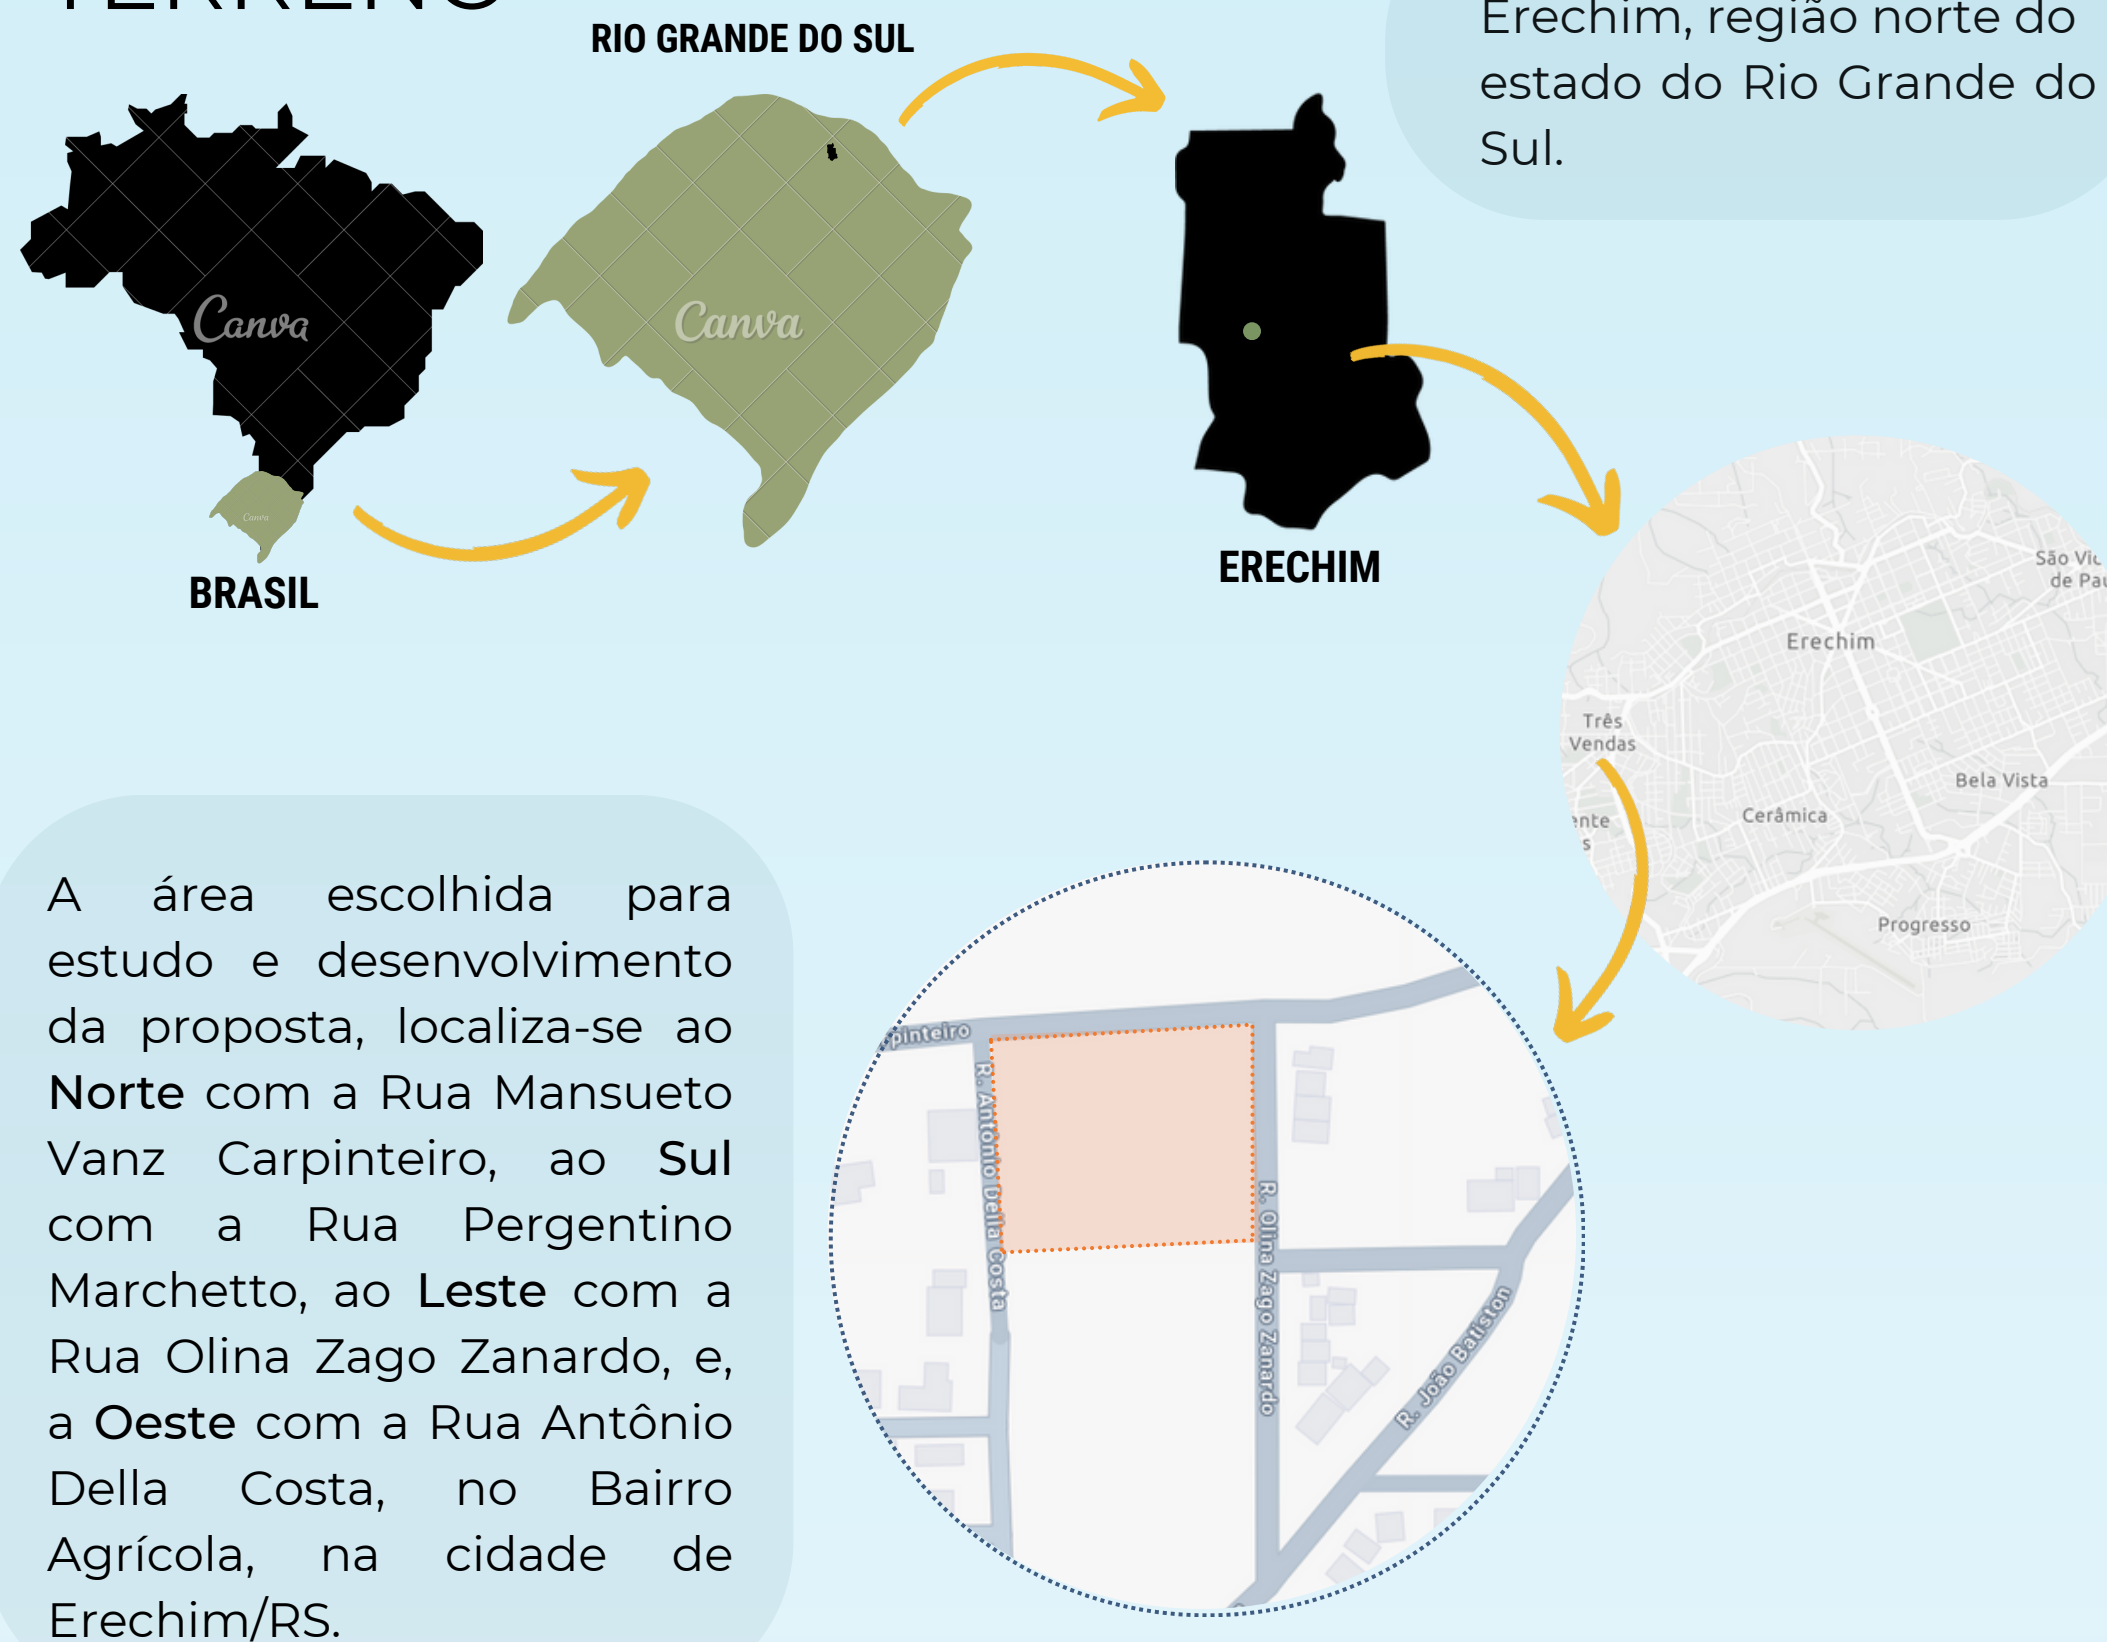 TERRENO
RIO GRANDE DO SUL
Erechim, região norte do
estado do Rio Grande do
Sul.
Canva
Canva
Canva
BRASIL
ERECHIM
Erechim
Três
Vendas
Bela Vista
Cerâmica
Progresso
A área escolhida para
estudo e desenvolvimento
da proposta, localiza-se ao
Norte com a Rua Mansueto
Vanz Carpinteiro, ao Sul
com a Rua Pergentino
Marchetto, ao Leste com a
Rua Olina Zago Zanardo, e,
a Oeste com a Rua Antônio
Della Costa, no Bairro
Agrícola, na cidade de
Erechim/RS.
pinteiro
R. Antônio Della Costa
R. Olina Zago Zanardo
R. João Batiston